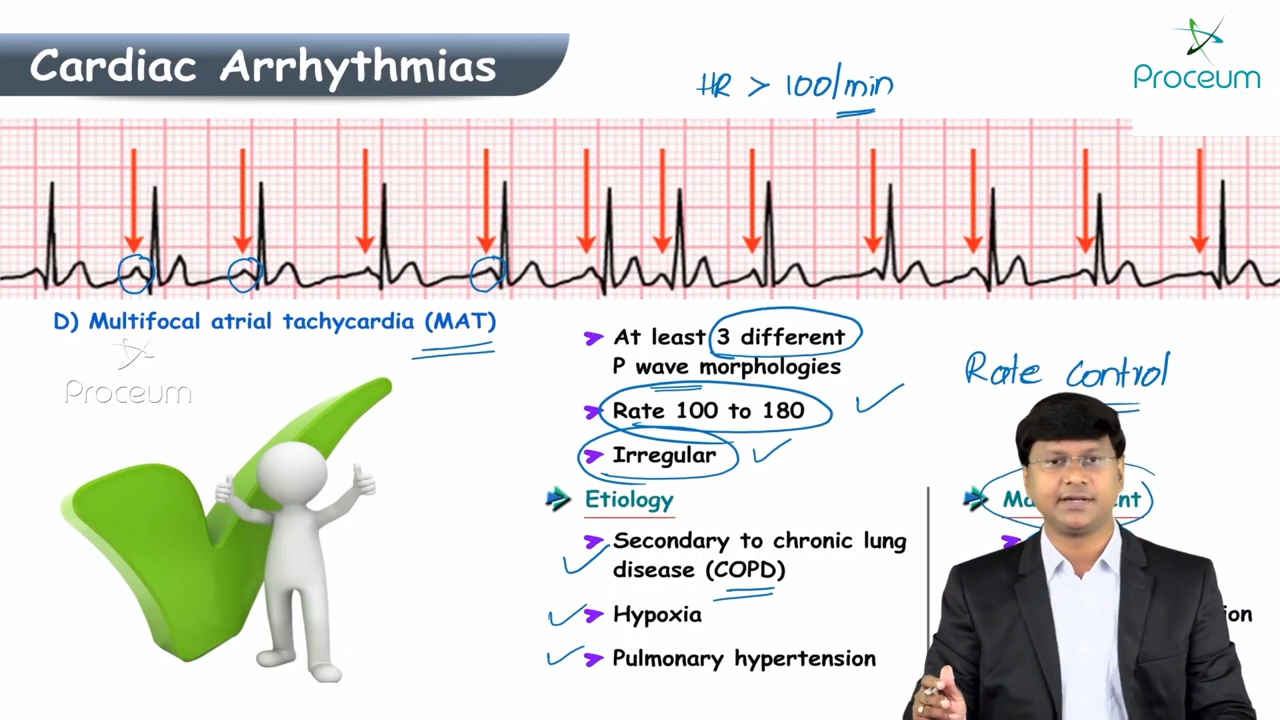 Cardiac Arrhythmias
Proceum
HR > 100/min
D) Multifocal atrial tachycardia (MAT)
Proceum
At least 3 different
P wave morphologies
Rate 100 to 180
Irregular
Etiology
Secondary to chronic lung
disease (COPD)
Hypoxia
Pulmonary hypertension
Rate control